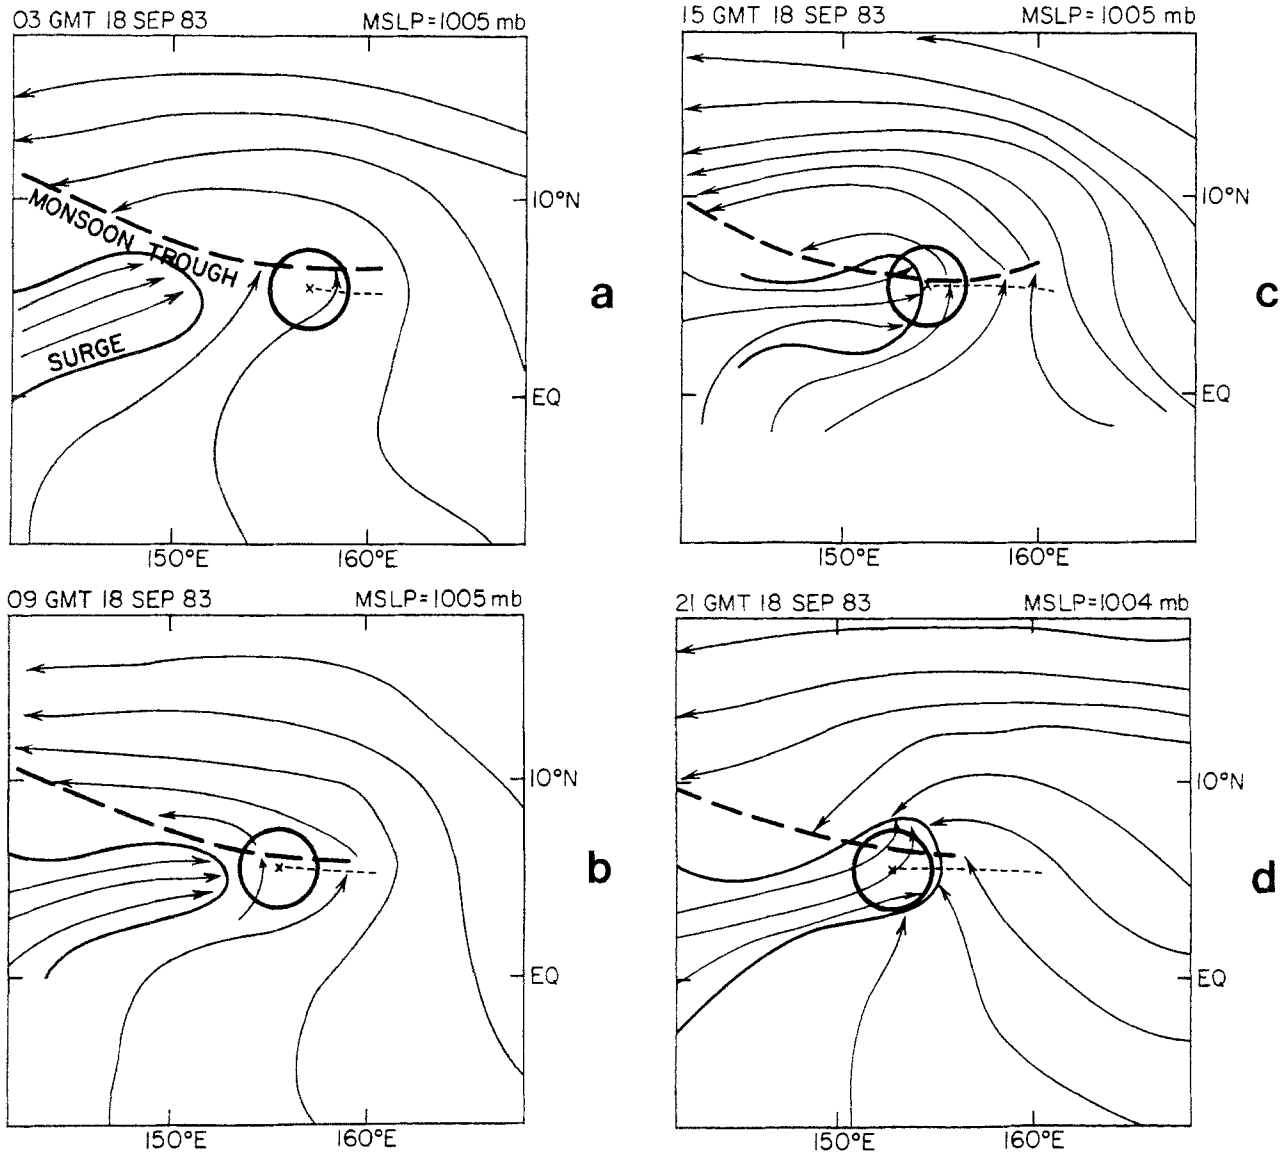 03 GMT 18 SEP 83 MSLP=1005 mb
MONSOON TROUGH
SURGE
10°N
EQ
150°E 160°E
a
15 GMT 18 SEP 83 MSLP=1005 mb
10°N
EQ
150°E 160°E
c
09 GMT 18 SEP 83 MSLP=1005 mb
10°N
EQ
150°E 160°E
b
21 GMT 18 SEP 83 MSLP=1004 mb
10°N
EQ
150°E 160°E
d